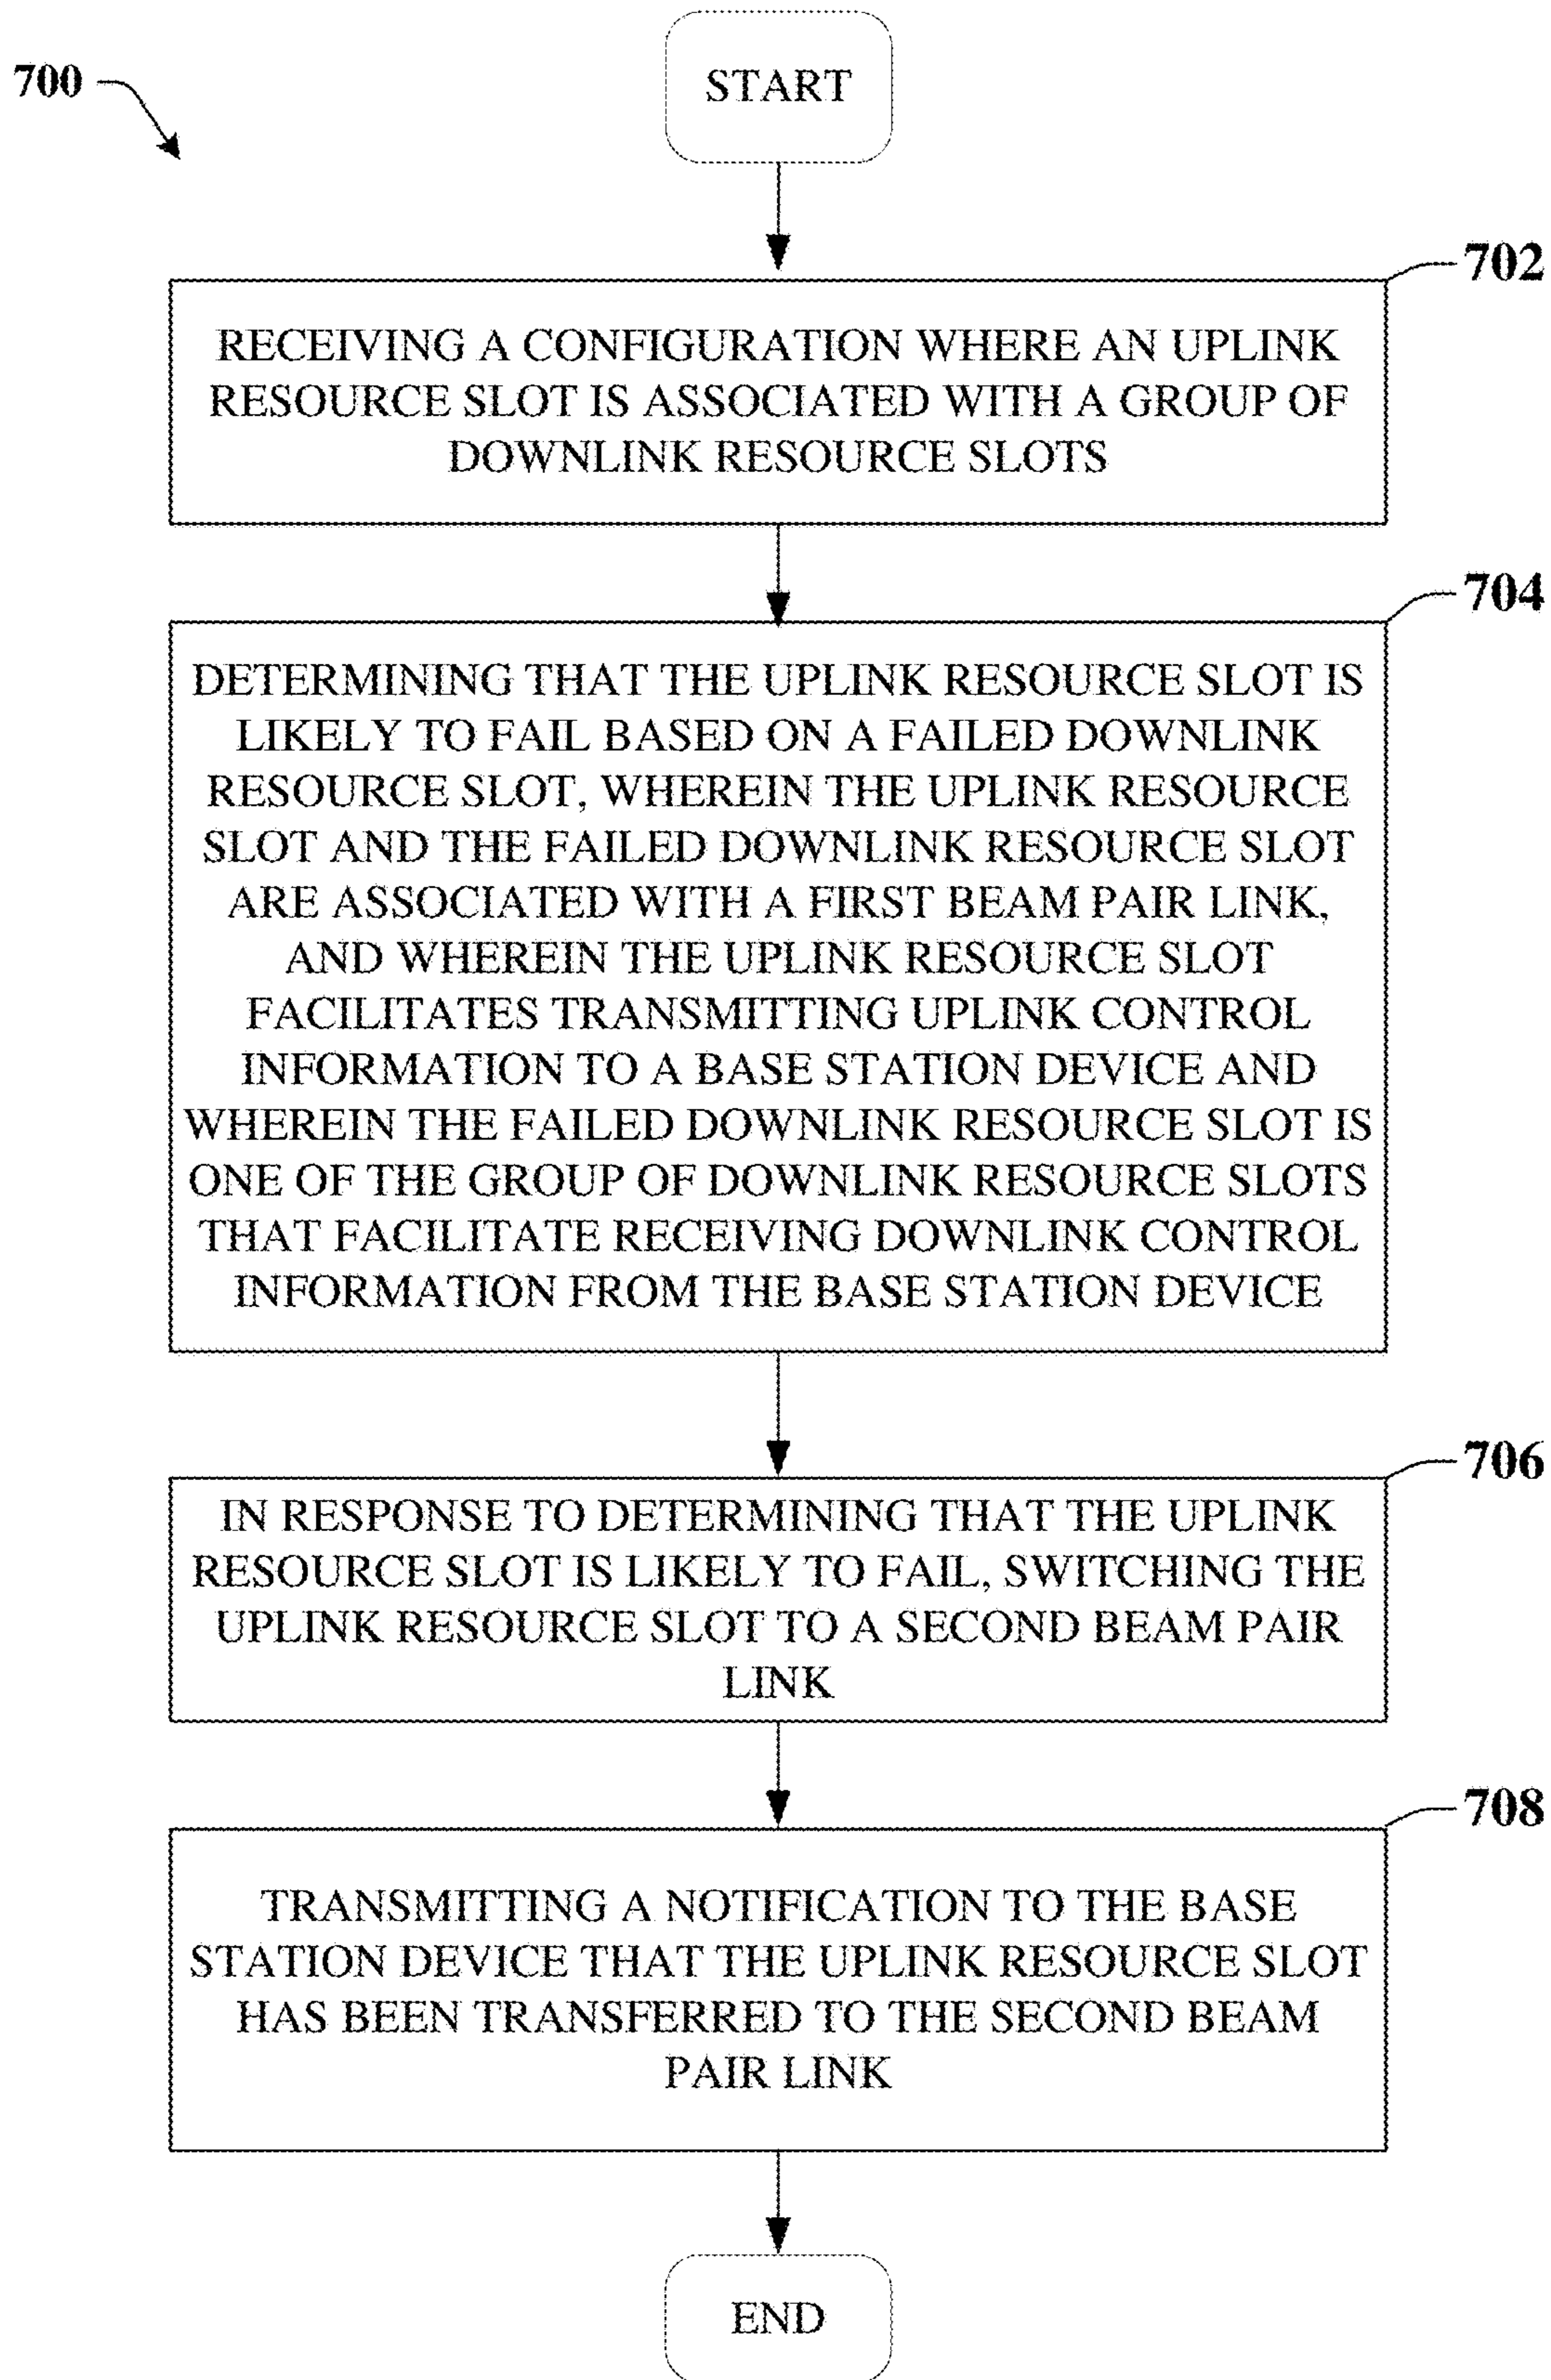 700
START
702
RECEIVING A CONFIGURATION WHERE AN UPLINK
RESOURCE SLOT IS ASSOCIATED WITH A GROUP OF
DOWNLINK RESOURCE SLOTS
704
DETERMINING THAT THE UPLINK RESOURCE SLOT IS
LIKELY TO FAIL BASED ON A FAILED DOWNLINK
RESOURCE SLOT, WHEREIN THE UPLINK RESOURCE
SLOT AND THE FAILED DOWNLINK RESOURCE SLOT
ARE ASSOCIATED WITH A FIRST BEAM PAIR LINK,
AND WHEREIN THE UPLINK RESOURCE SLOT
FACILITATES TRANSMITTING UPLINK CONTROL
INFORMATION TO A BASE STATION DEVICE AND
WHEREIN THE FAILED DOWNLINK RESOURCE SLOT IS
ONE OF THE GROUP OF DOWNLINK RESOURCE SLOTS
THAT FACILITATE RECEIVING DOWNLINK CONTROL
INFORMATION FROM THE BASE STATION DEVICE
706
IN RESPONSE TO DETERMINING THAT THE UPLINK
RESOURCE SLOT IS LIKELY TO FAIL, SWITCHING THE
UPLINK RESOURCE SLOT TO A SECOND BEAM PAIR
LINK
708
TRANSMITTING A NOTIFICATION TO THE BASE
STATION DEVICE THAT THE UPLINK RESOURCE SLOT
HAS BEEN TRANSFERRED TO THE SECOND BEAM
PAIR LINK
END